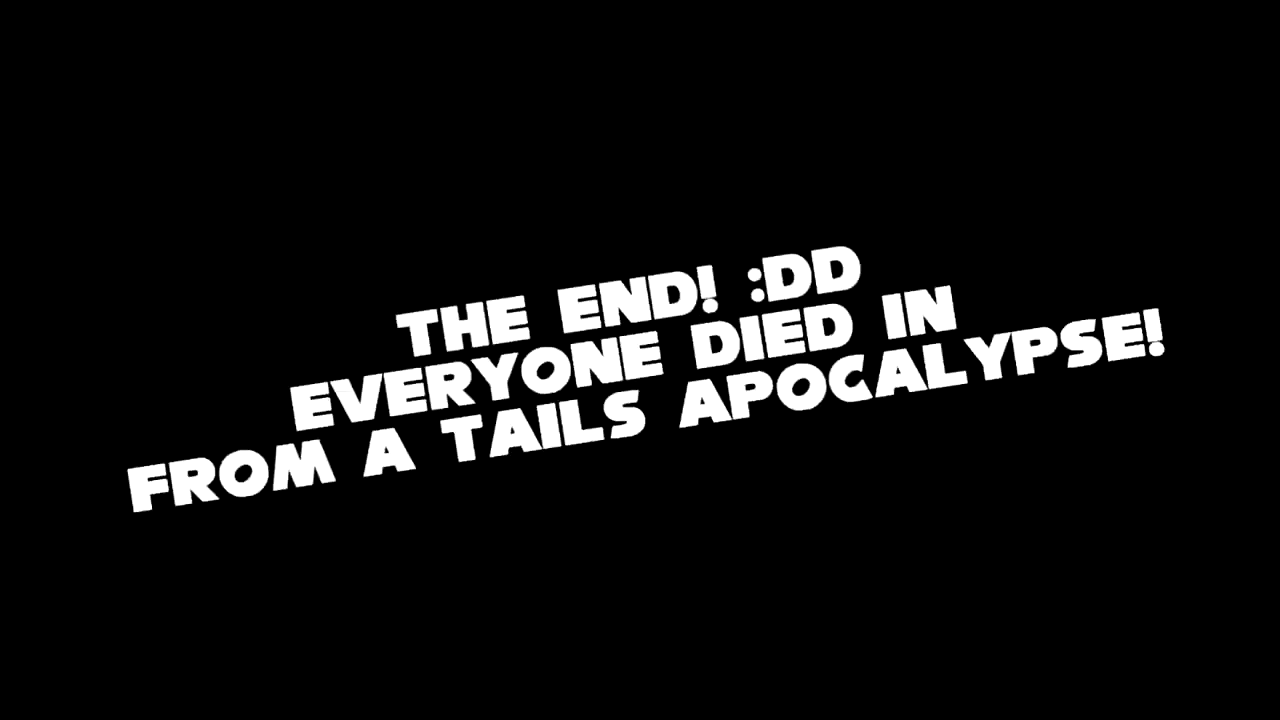 THE END! :DD
EVERYONE DIED IN
FROM A TAILS APOCALYPSE!